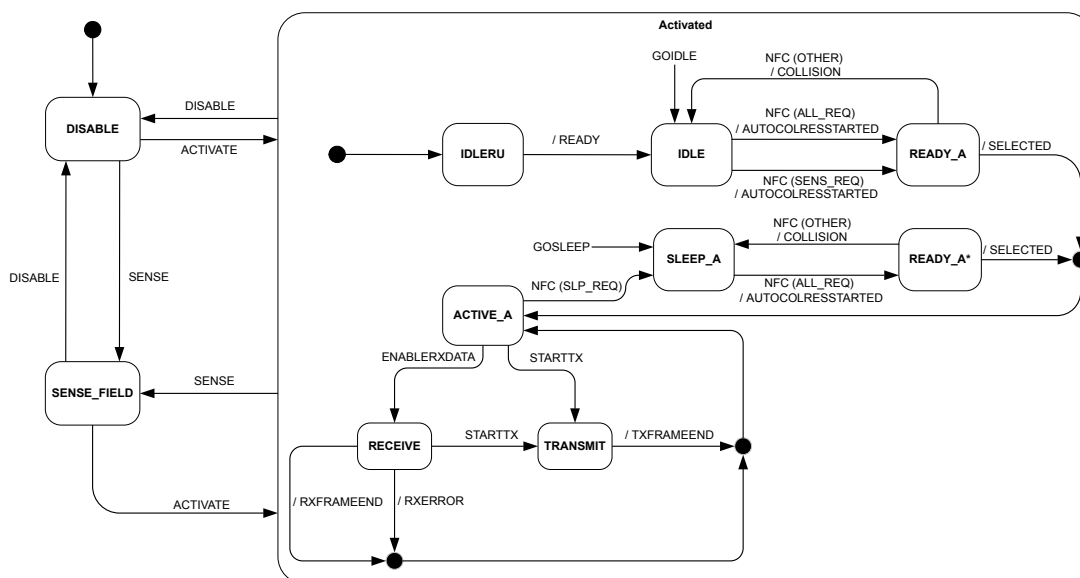 Activated
GOIDLE
NFC (OTHER)
/ COLLISION
DISABLE
DISABLE
ACTIVATE
IDLERU
/ READY
IDLE
NFC (ALL_REQ)
/ AUTOCOLRESSTARTED
NFC (SENS_REQ)
/ AUTOCOLRESSTARTED
READY_A
/ SELECTED
GOSLEEP
SLEEP_A
NFC (OTHER)
/ COLLISION
NFC (ALL_REQ)
/ AUTOCOLRESSTARTED
READY_A*
/ SELECTED
DISABLE
SENSE
NFC (SLP_REQ)
ACTIVE_A
ENABLERXDATA
STARTTX
SENSE_FIELD
SENSE
RECEIVE
STARTTX
TRANSMIT
/ TXFRAMEEND
/ RXFRAMEEND
/ RXERROR
ACTIVATE